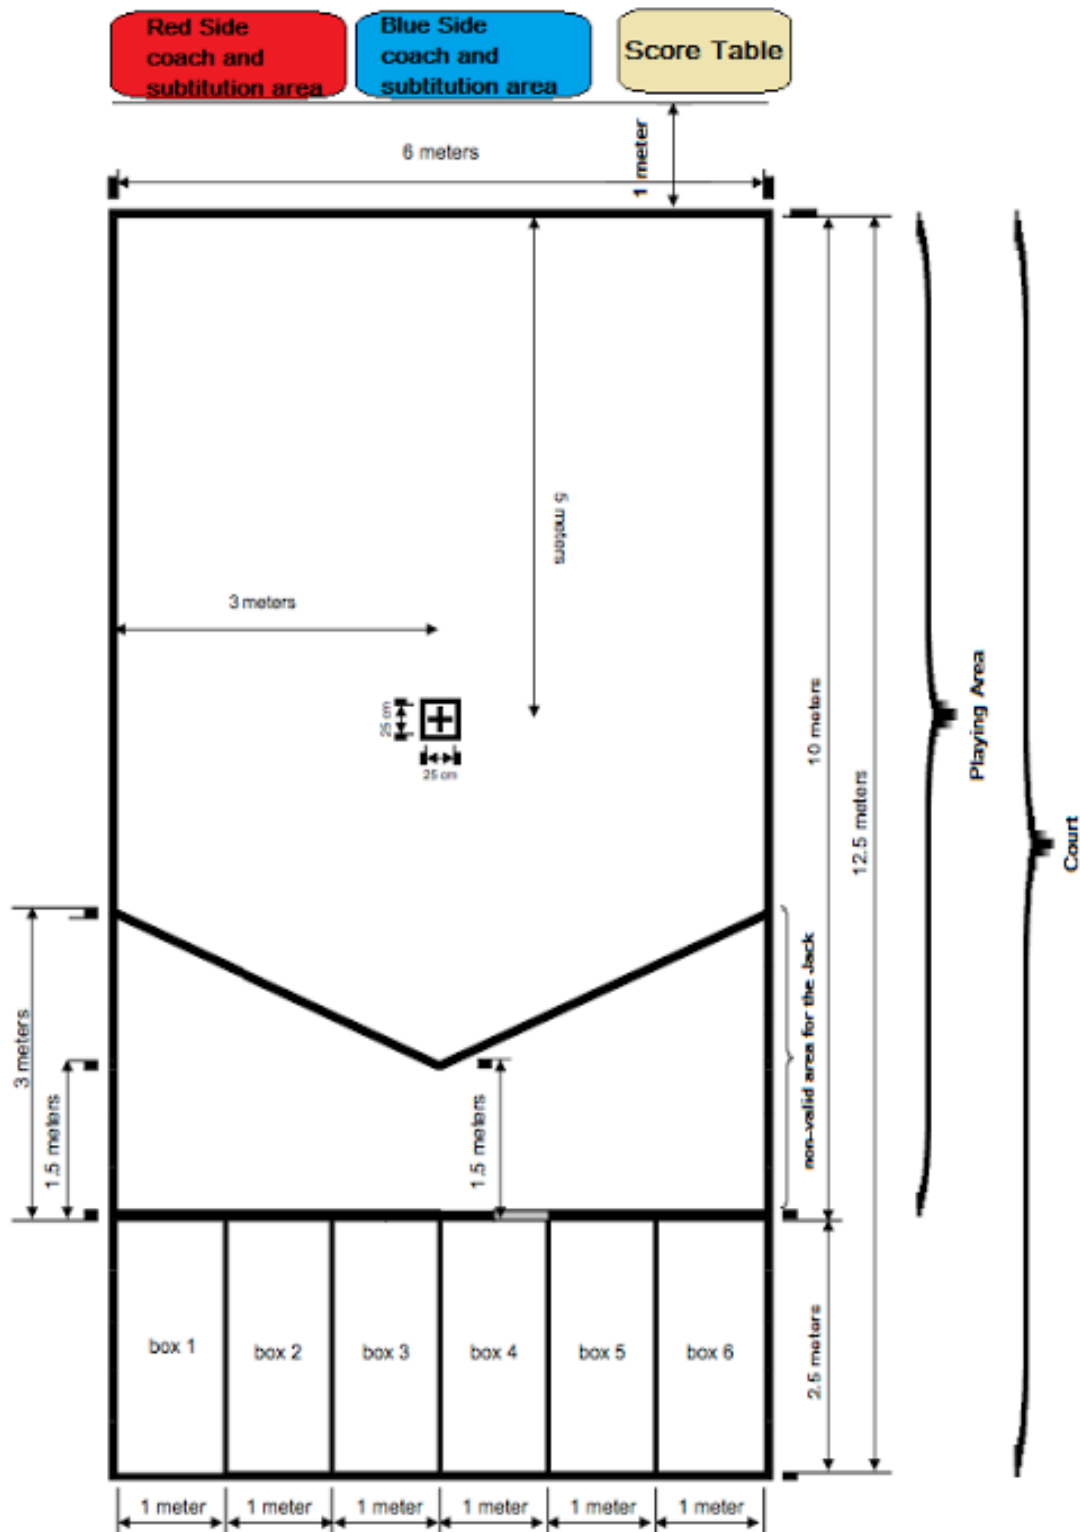 Red Side
coach and
subtitution area
Blue Side
coach and
subtitution area
Score Table
6 meters
1 meter
5 meters
3 meters
25 cm
25 cm
10 meters
12.5 meters
Playing Area
Court
3 meters
1.5 meters
1.5 meters
non-valid area for the Jack
box 1
box 2
box 3
box 4
box 5
box 6
2.5 meters
1 meter
1 meter
1 meter
1 meter
1 meter
1 meter